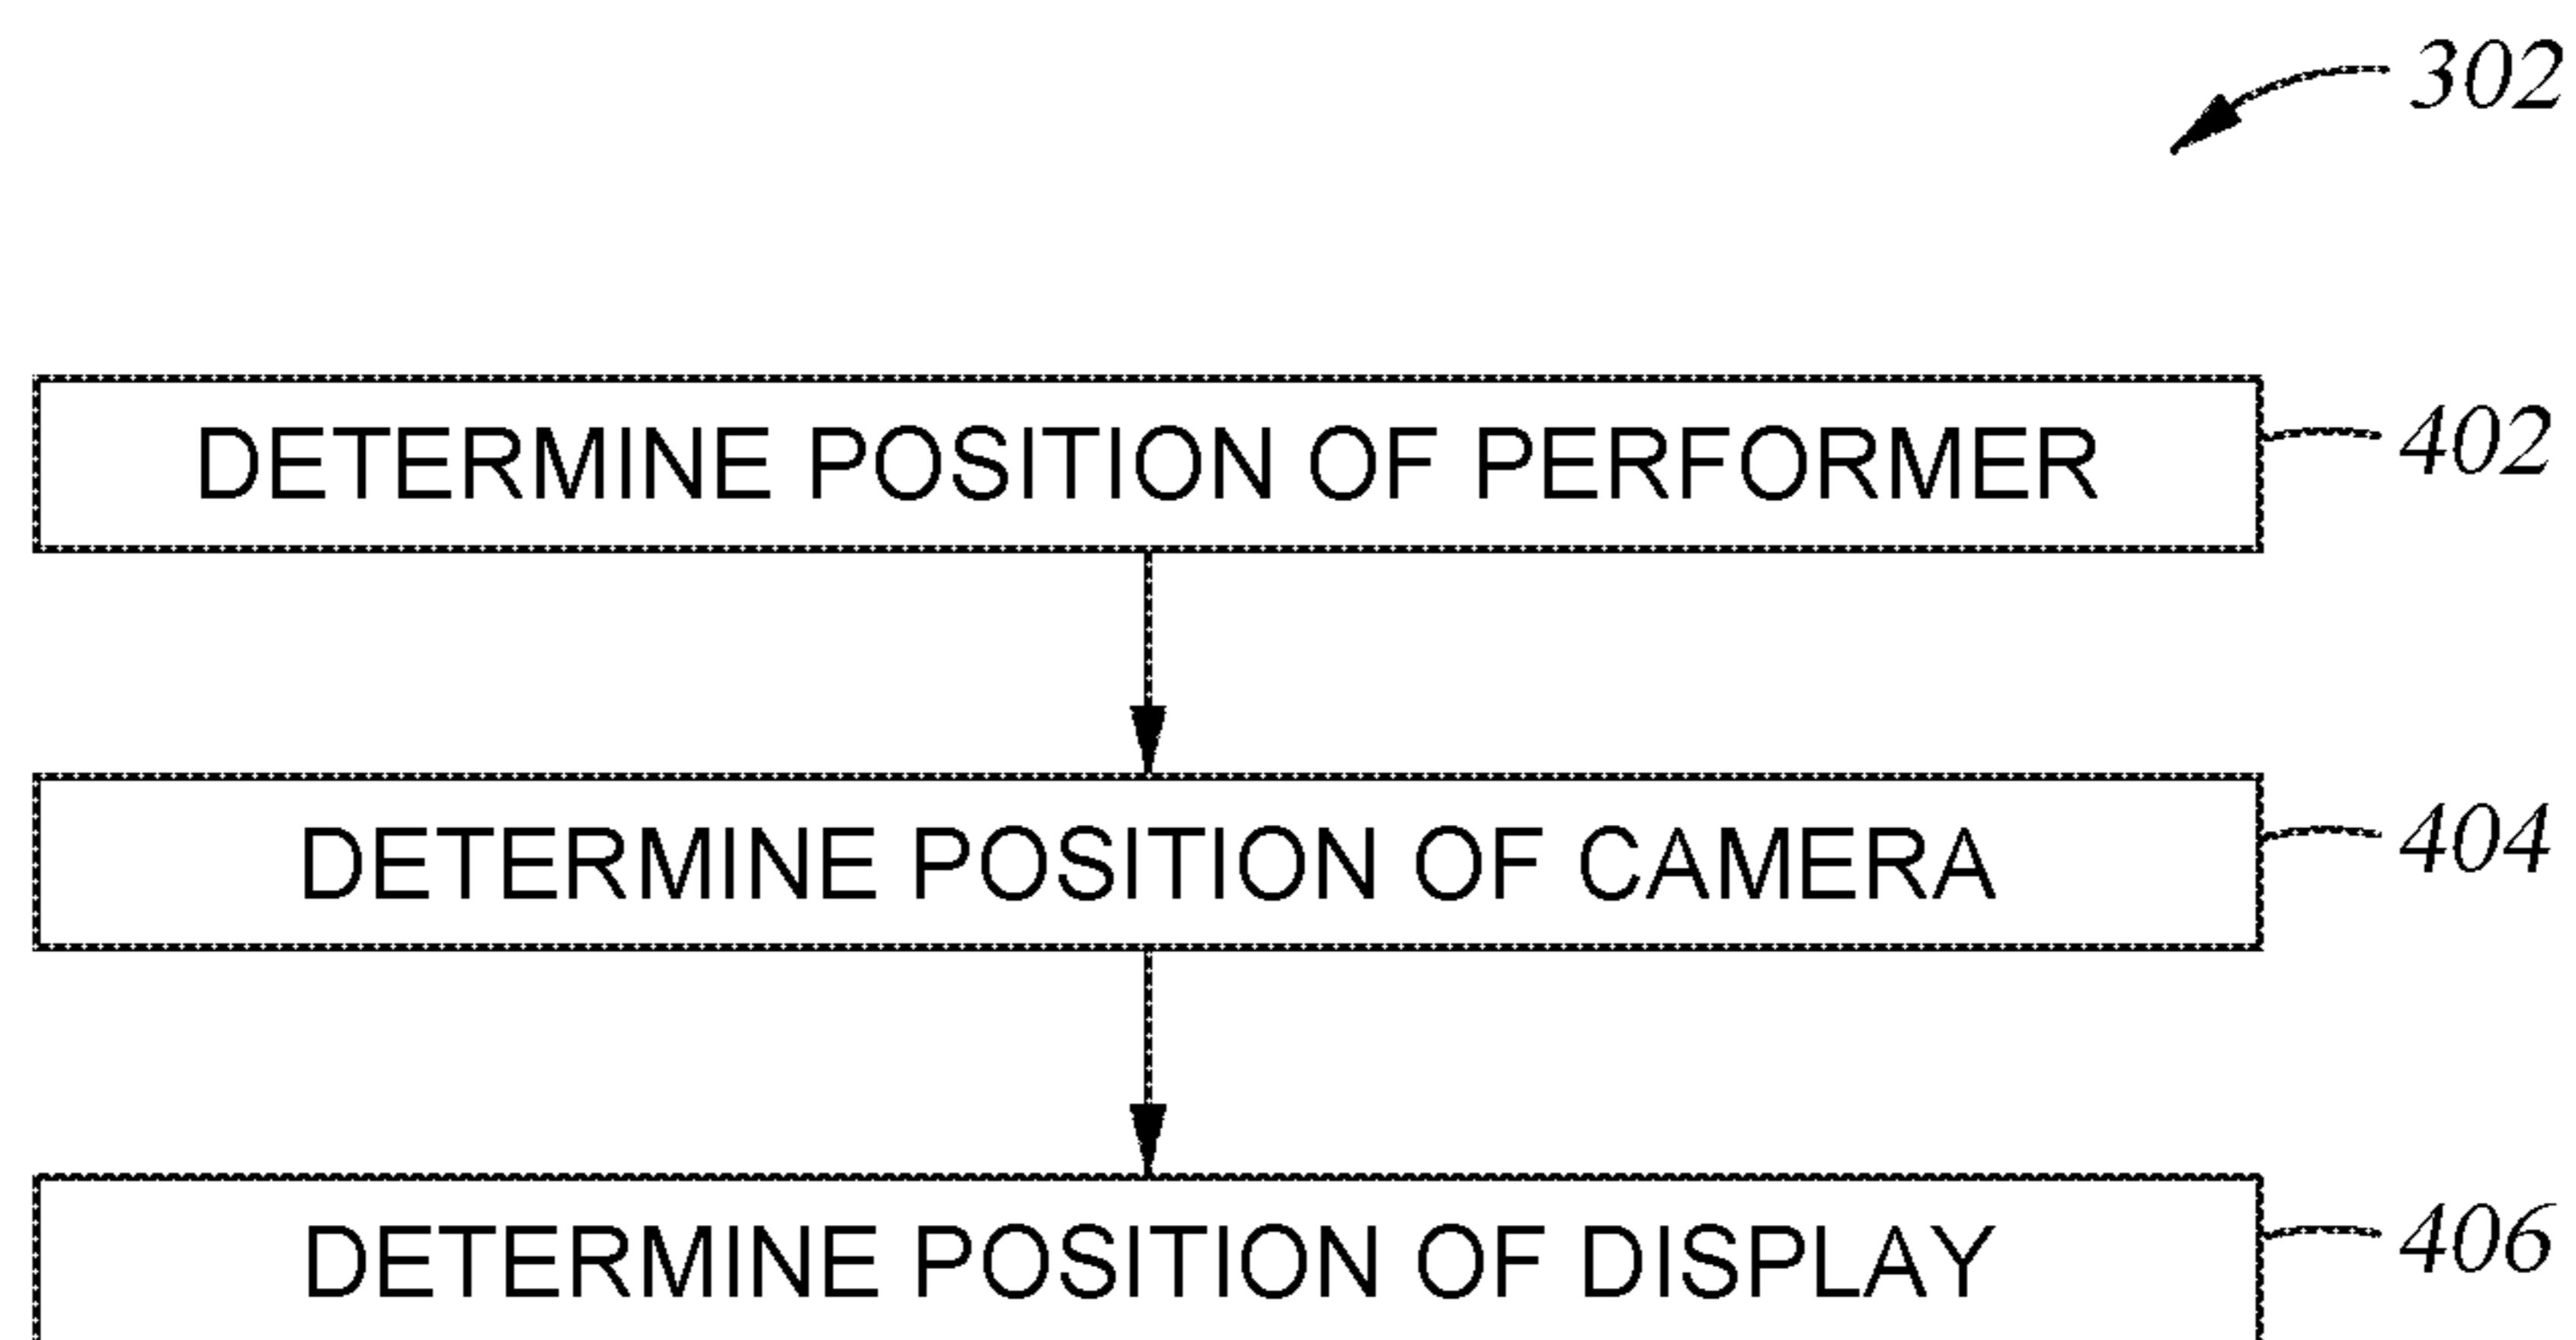 302
DETERMINE POSITION OF PERFORMER 402
DETERMINE POSITION OF CAMERA 404
DETERMINE POSITION OF DISPLAY 406